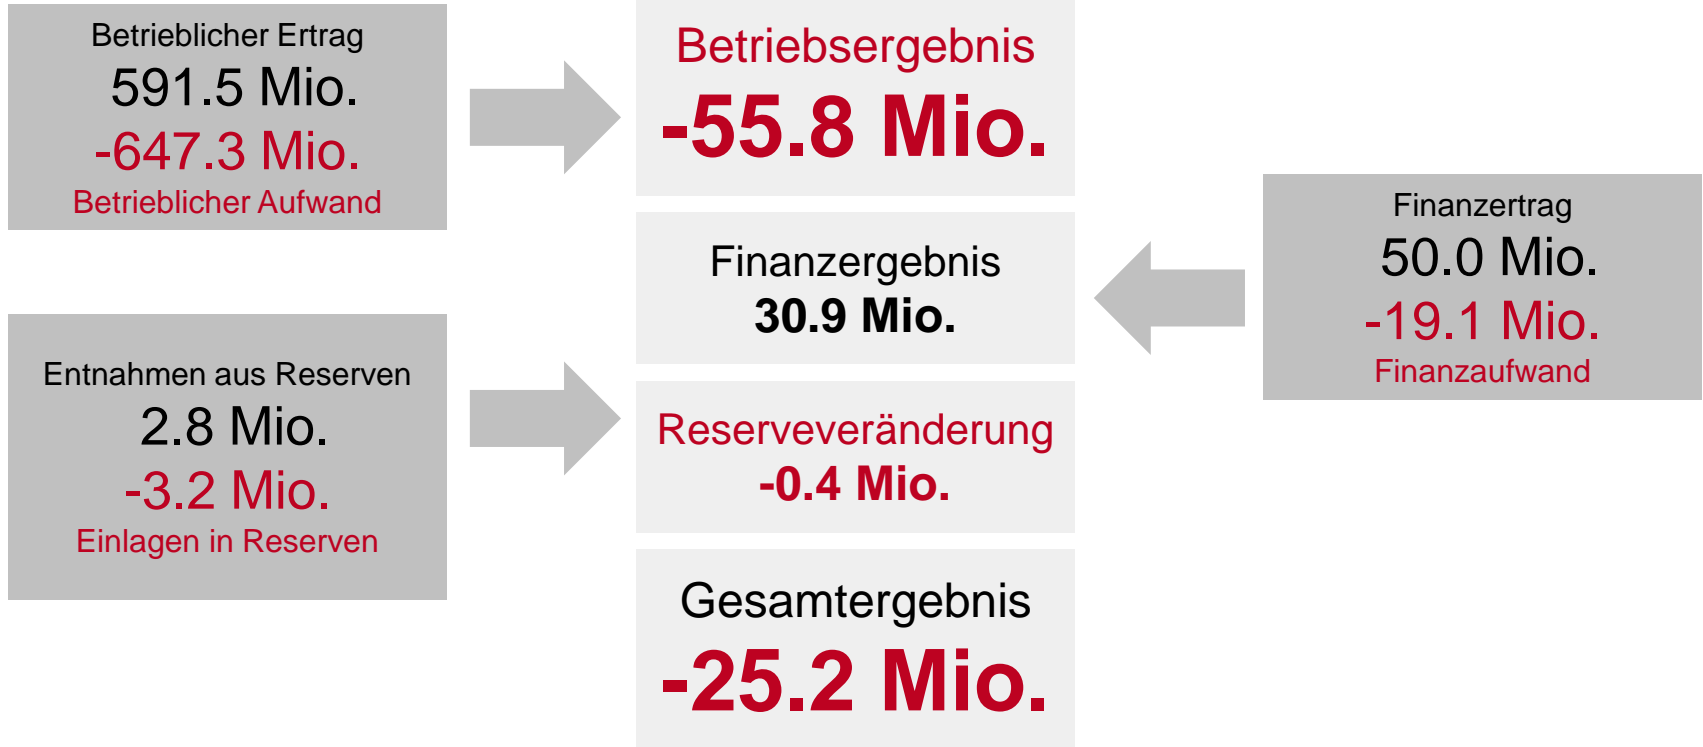 Betrieblicher Ertrag
591.5 Mio.
-647.3 Mio.
Betrieblicher Aufwand
Betriebsergebnis
-55.8 Mio.
Finanzertrag
50.0 Mio.
-19.1 Mio.
Finanzaufwand
Finanzergebnis
30.9 Mio.
Entnahmen aus Reserven
2.8 Mio.
-3.2 Mio.
Einlagen in Reserven
Reserveveränderung
-0.4 Mio.
Gesamtergebnis
-25.2 Mio.